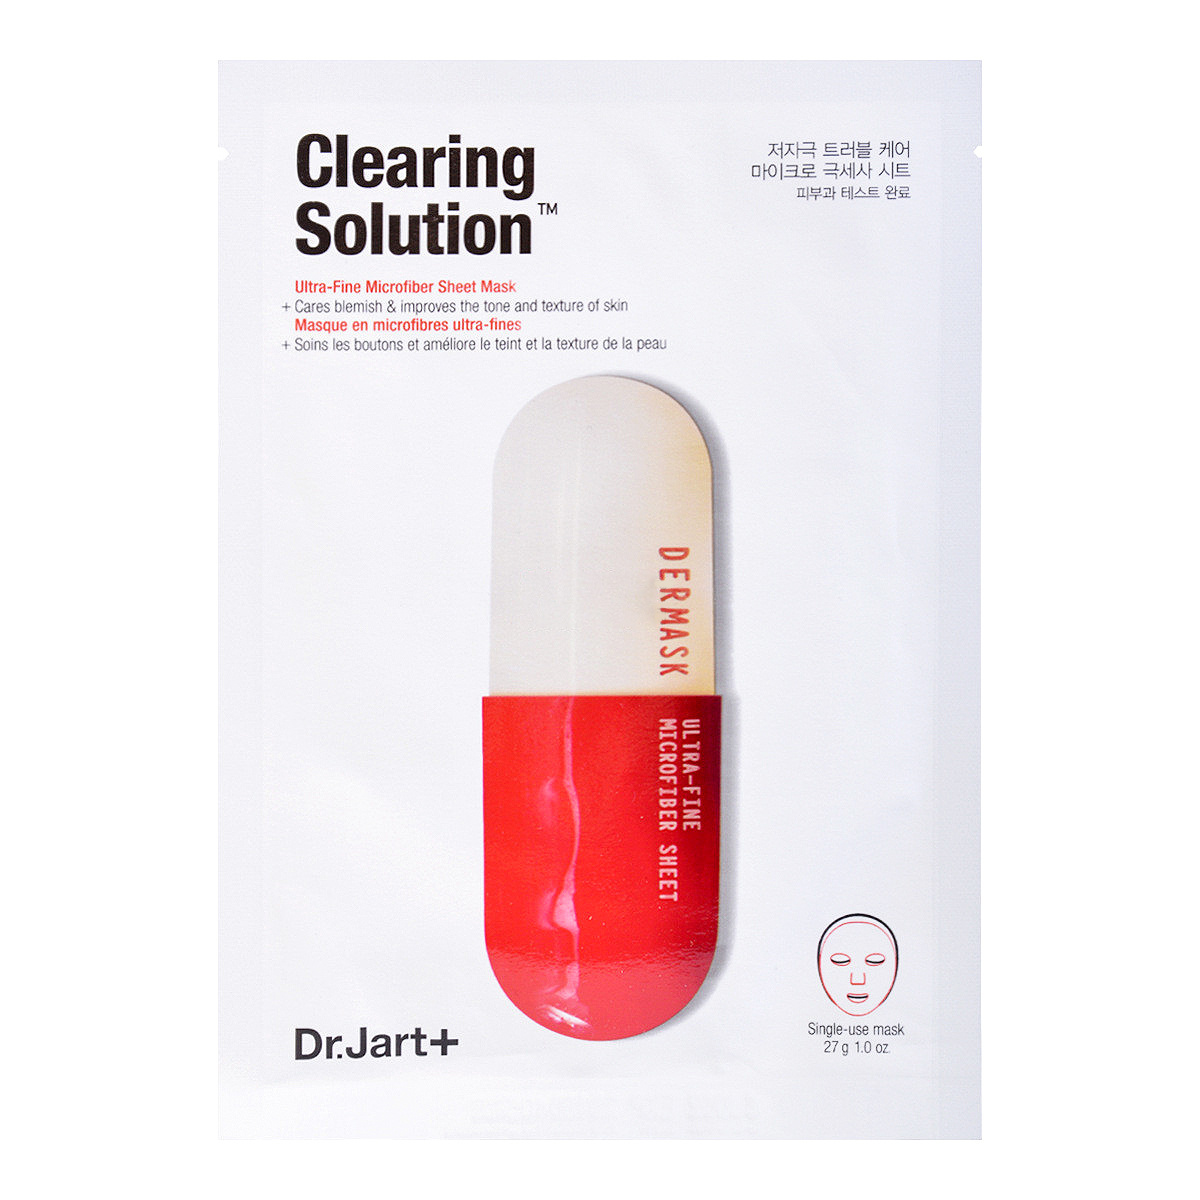 Clearing
Solution™
저자극 트러블 케어
마이크로 극세사 시트
피부과 테스트 완료
Ultra-Fine Microfiber Sheet Mask
+ Cares blemish & improves the tone and texture of skin
Masque en microfibres ultra-fines
+ Soins les boutons et améliore le teint et la texture de la peau
DERMASK
ULTRA-FINE
MICROFIBER SHEET
Dr.Jart+
Single-use mask
27 g 1.0 oz.